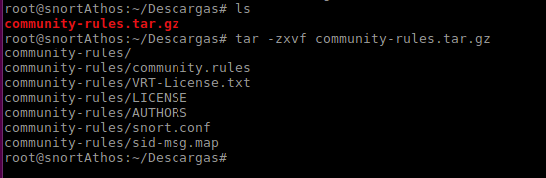 root@snortAthos:~/Descargas# ls
community-rules.tar.gz
root@snortAthos:~/Descargas# tar -zxvf community-rules.tar.gz
community-rules/
community-rules/community.rules
community-rules/VRT-License.txt
community-rules/LICENSE
community-rules/AUTHORS
community-rules/snort.conf
community-rules/sid-msg.map
root@snortAthos:~/Descargas#